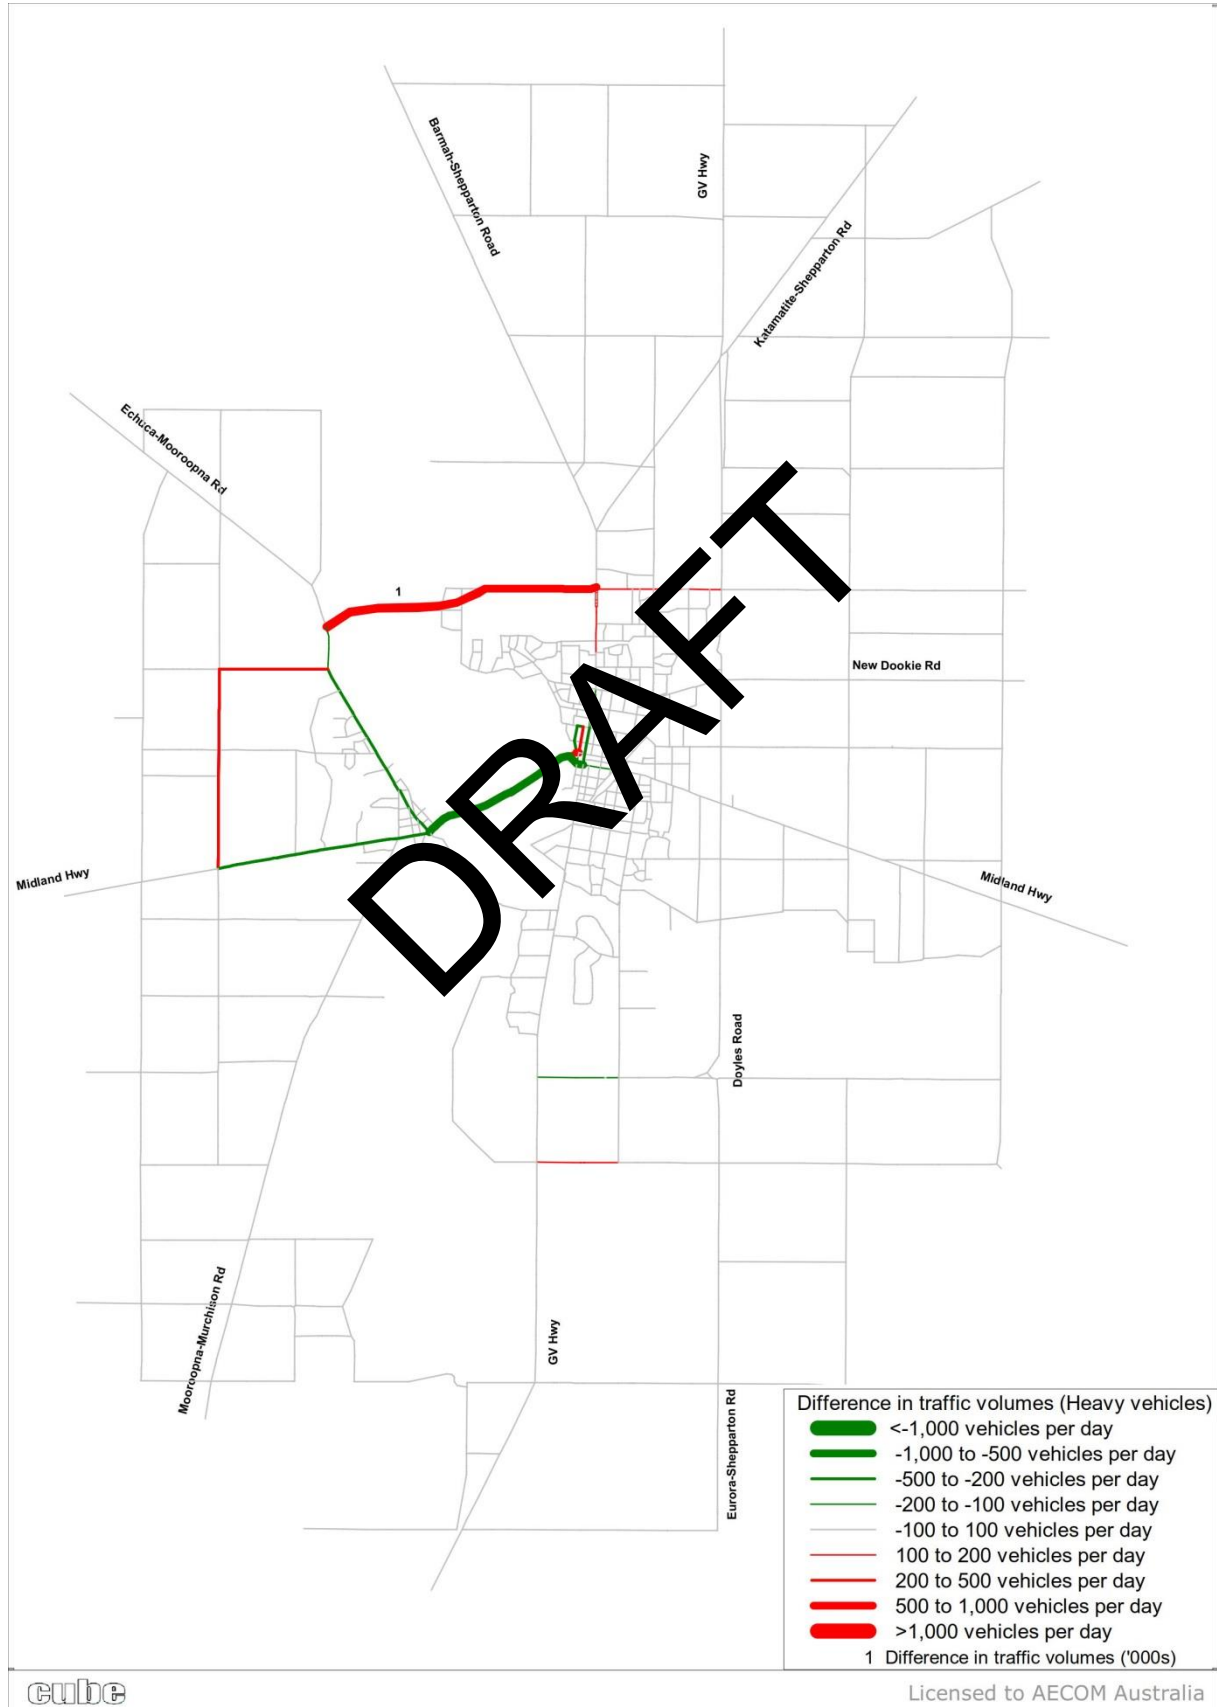 Barmah-Shepparton Road
GV Hwy
Katamatite-Shepparton Rd
Echuca-Mooroopna Rd
1
New Dookie Rd
DRAFT
Midland Hwy
Midland Hwy
Doyles Road
Mooroopna-Murchison Rd
GV Hwy
Eurora-Shepparton Rd
Difference in traffic volumes (Heavy vehicles)
<-1,000 vehicles per day
-1,000 to -500 vehicles per day
-500 to -200 vehicles per day
-200 to -100 vehicles per day
-100 to 100 vehicles per day
100 to 200 vehicles per day
200 to 500 vehicles per day
500 to 1,000 vehicles per day
>1,000 vehicles per day
1 Difference in traffic volumes ('000s)
cube
Licensed to AECOM Australia